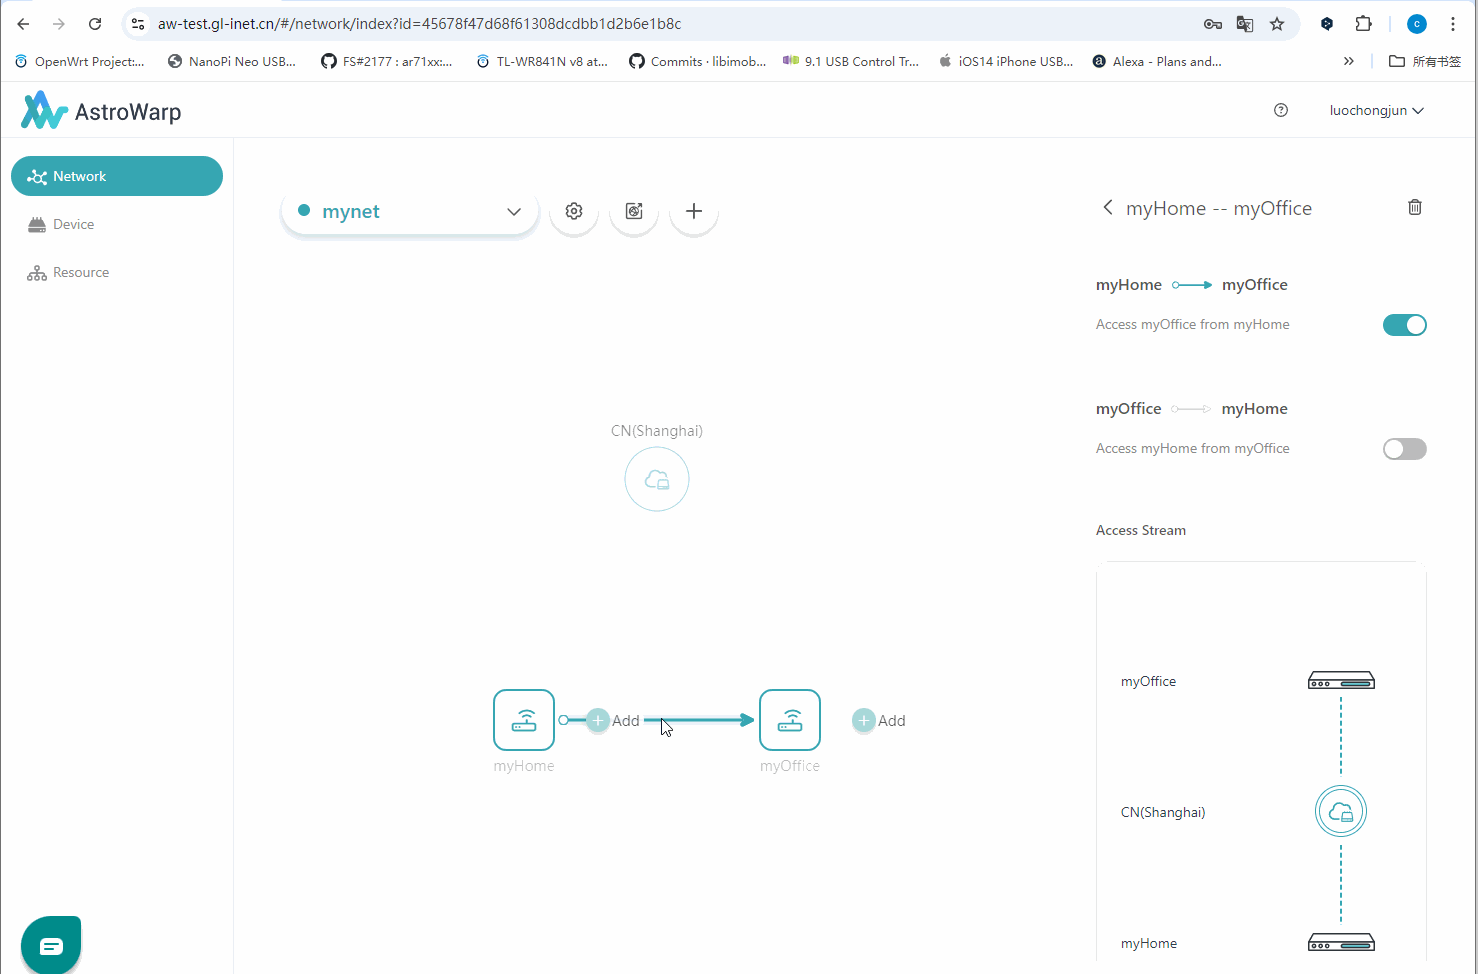 aw-test.gl-inet.cn/#/network/index?id=45678f47d68f61308dcdbb1d2b6e1b8c
c
OpenWrt Project:... NanoPi Neo USB... FS#2177 : ar71xx:... TL-WR841N v8 at... Commits · libimob... 9.1 USB Control Tr... iOS14 iPhone USB... Alexa - Plans and... » 所有书签
AstroWarp
luochongjun
Network
Device
Resource
mynet
CN(Shanghai)
Add
Add
myHome
myOffice
myHome -- myOffice
myHome myOffice
Access myOffice from myHome
myOffice myHome
Access myHome from myOffice
Access Stream
myOffice
CN(Shanghai)
myHome